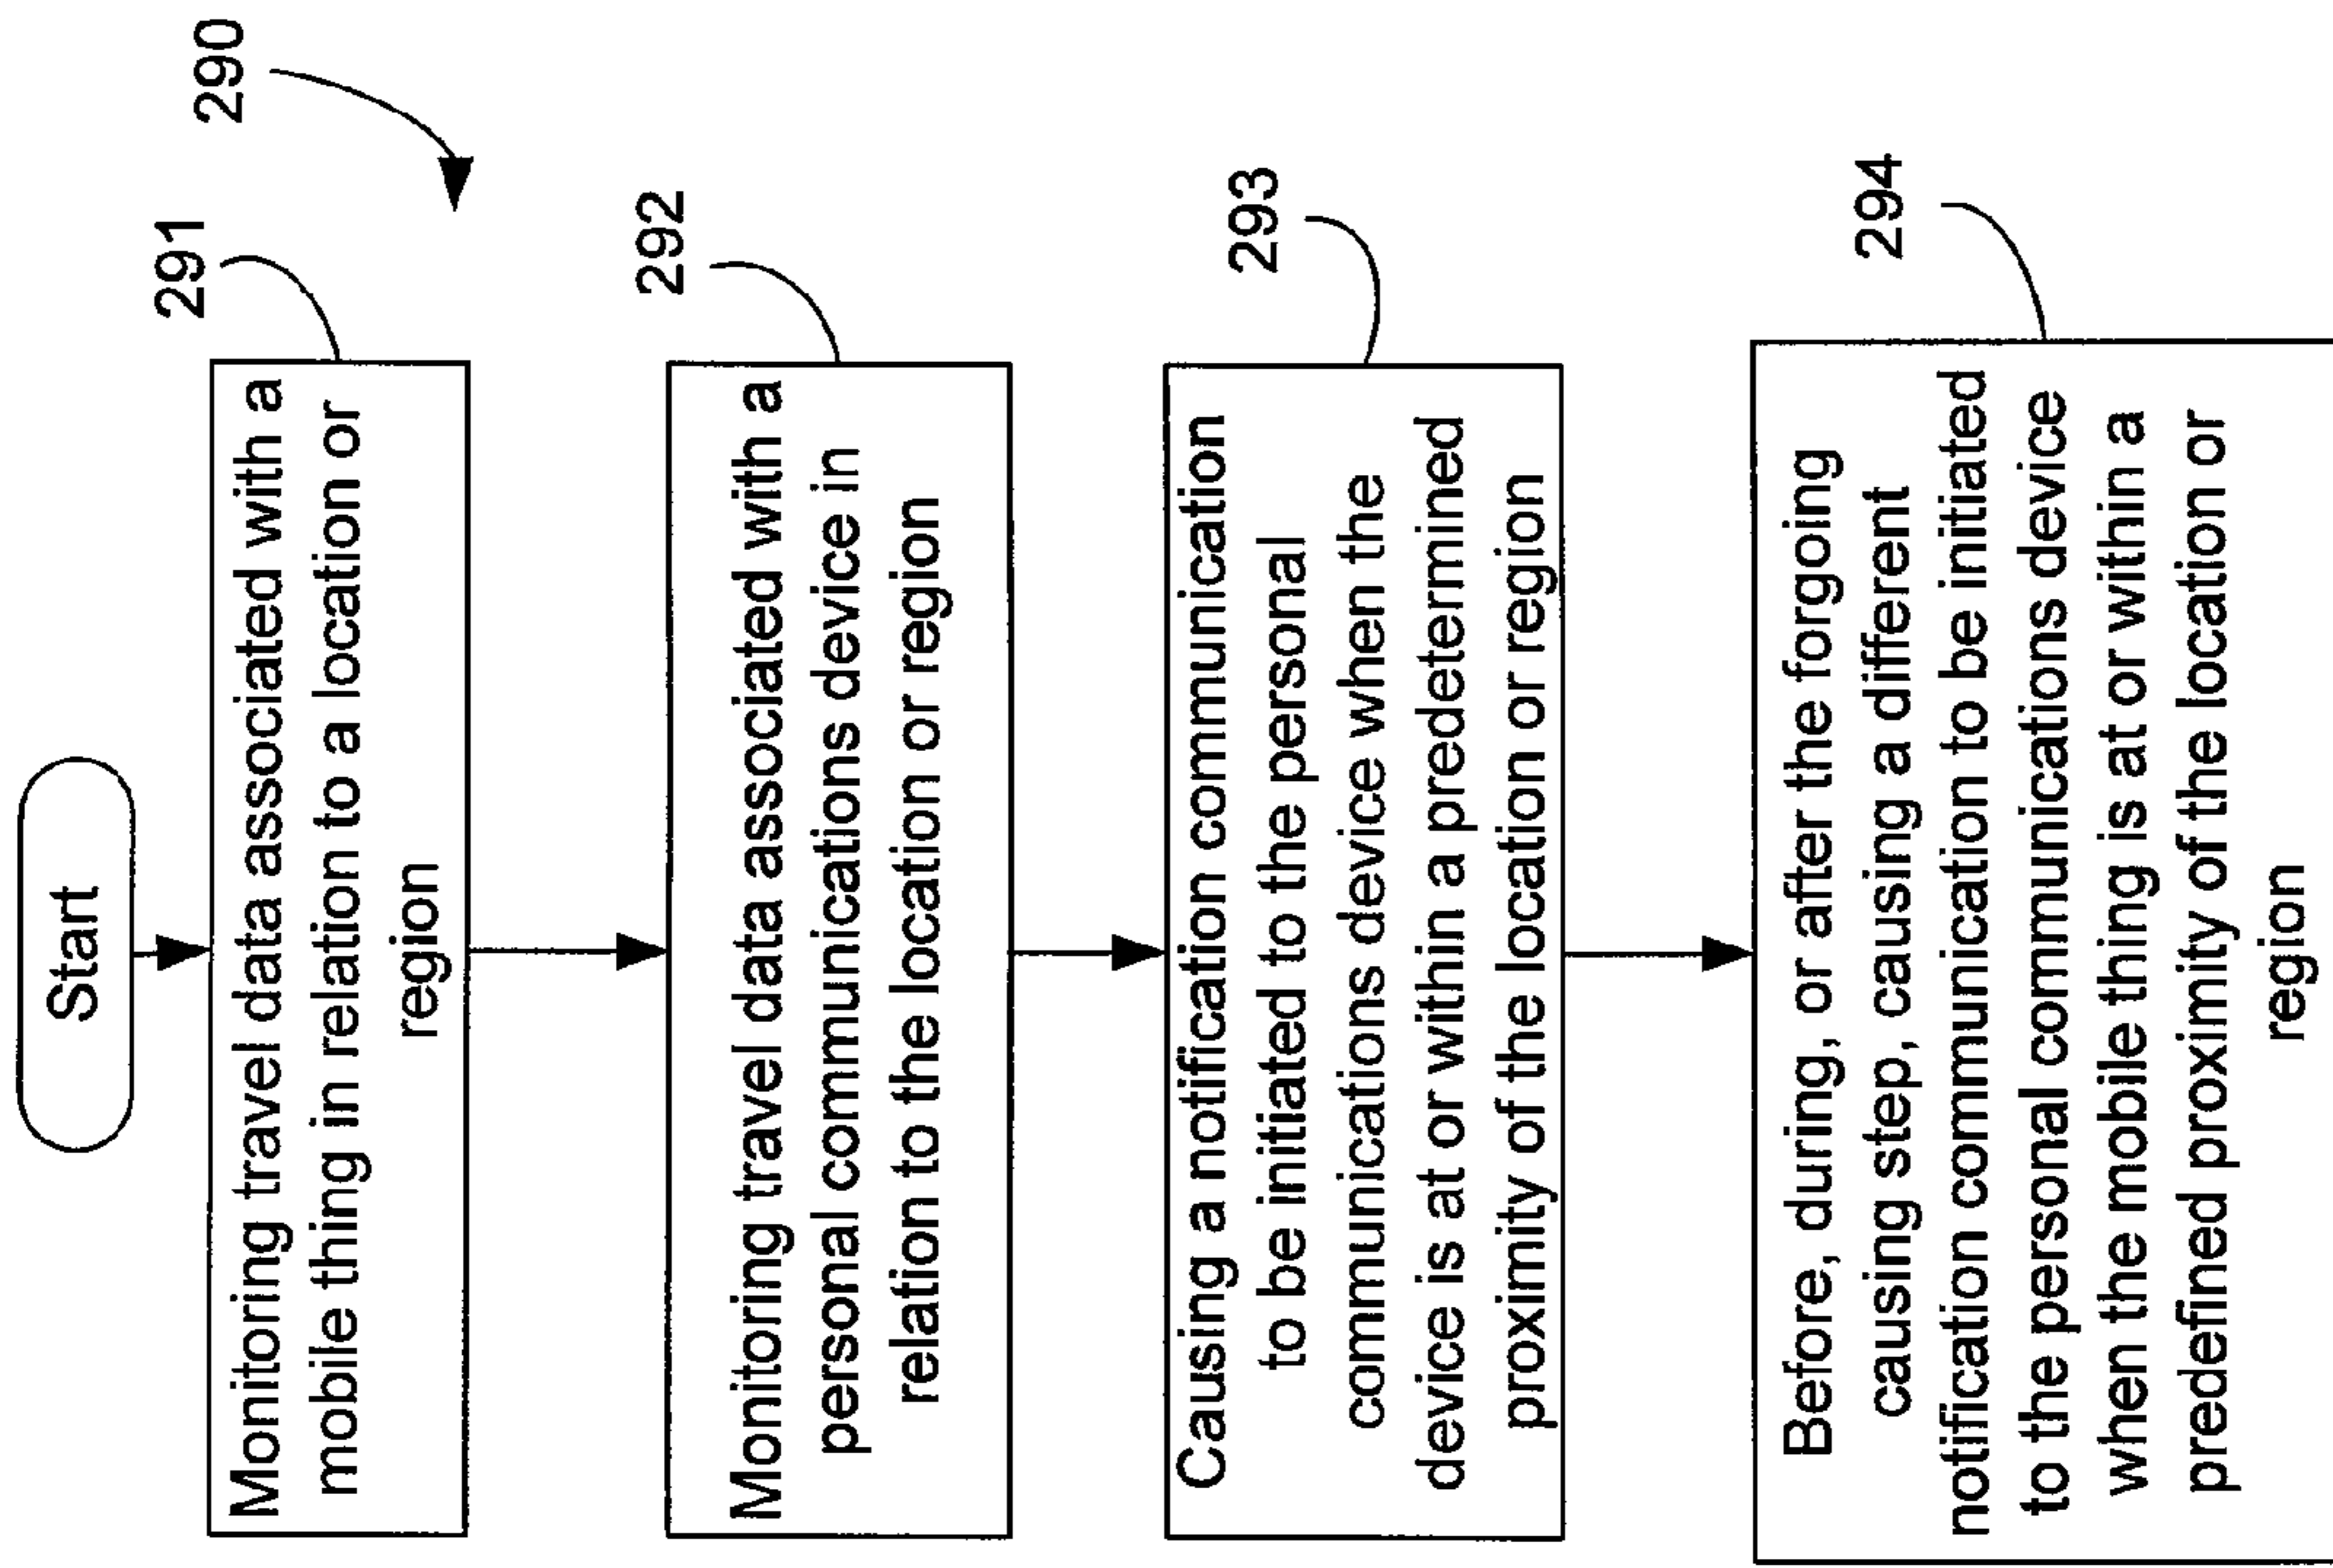 Start
290
291
Monitoring travel data associated with a
mobile thing in relation to a location or
region
292
Monitoring travel data associated with a
personal communications device in
relation to the location or region
293
Causing a notification communication
to be initiated to the personal
communications device when the
device is at or within a predetermined
proximity of the location or region
294
Before, during, or after the forgoing
causing step, causing a different
notification communication to be initiated
to the personal communications device
when the mobile thing is at or within a
predefined proximity of the location or
region